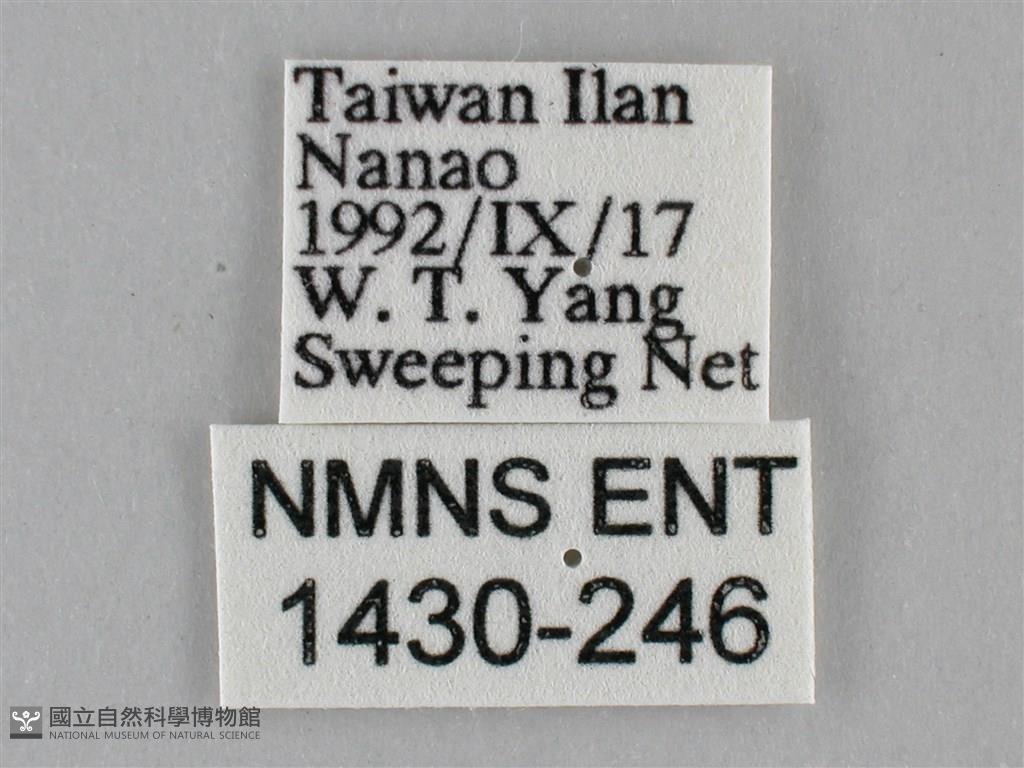 Taiwan Ilan
Nanao
1992/IX/17
W. T. Yang
Sweeping Net
NMNS ENT
1430-246
國立自然科學博物館
NATIONAL MUSEUM OF NATURAL SCIENCE